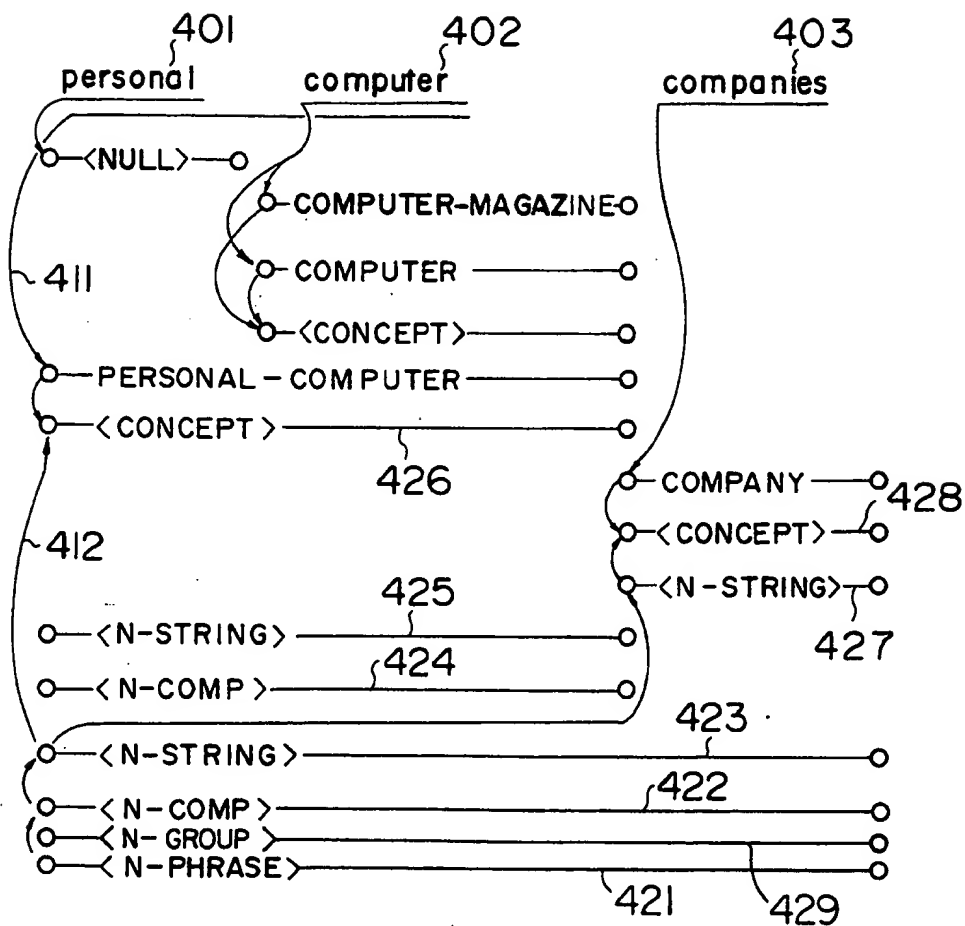 401 402 403
personal computer companies
<NULL>
COMPUTER-MAGAZINE
411 COMPUTER
<CONCEPT>
PERSONAL-COMPUTER
<CONCEPT>
426
COMPANY
428
412 <CONCEPT>
425 <N-STRING>
<N-STRING> 427
424
<N-COMP>
423
<N-STRING>
422
<N-COMP>
<N-GROUP>
<N-PHRASE>
421 429